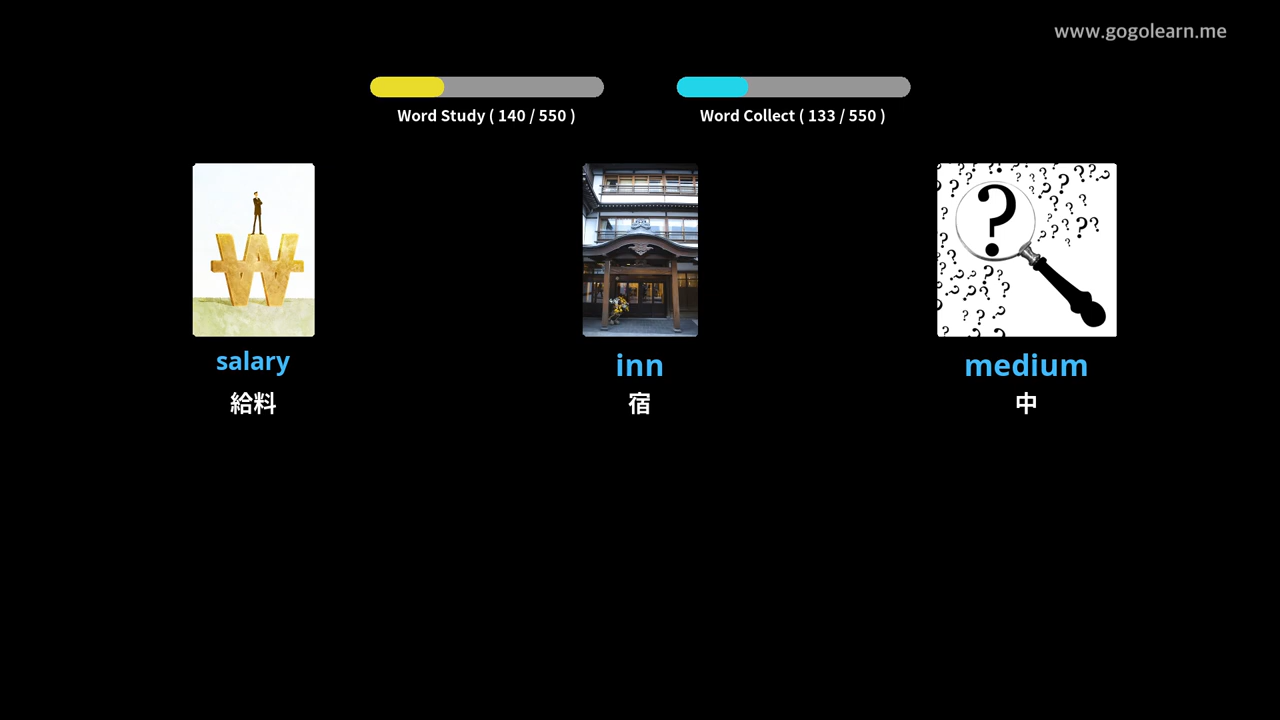 www.gogolearn.me
Word Study ( 140 / 550 )
Word Collect ( 133 / 550 )
salary
inn
medium
給料
宿
中